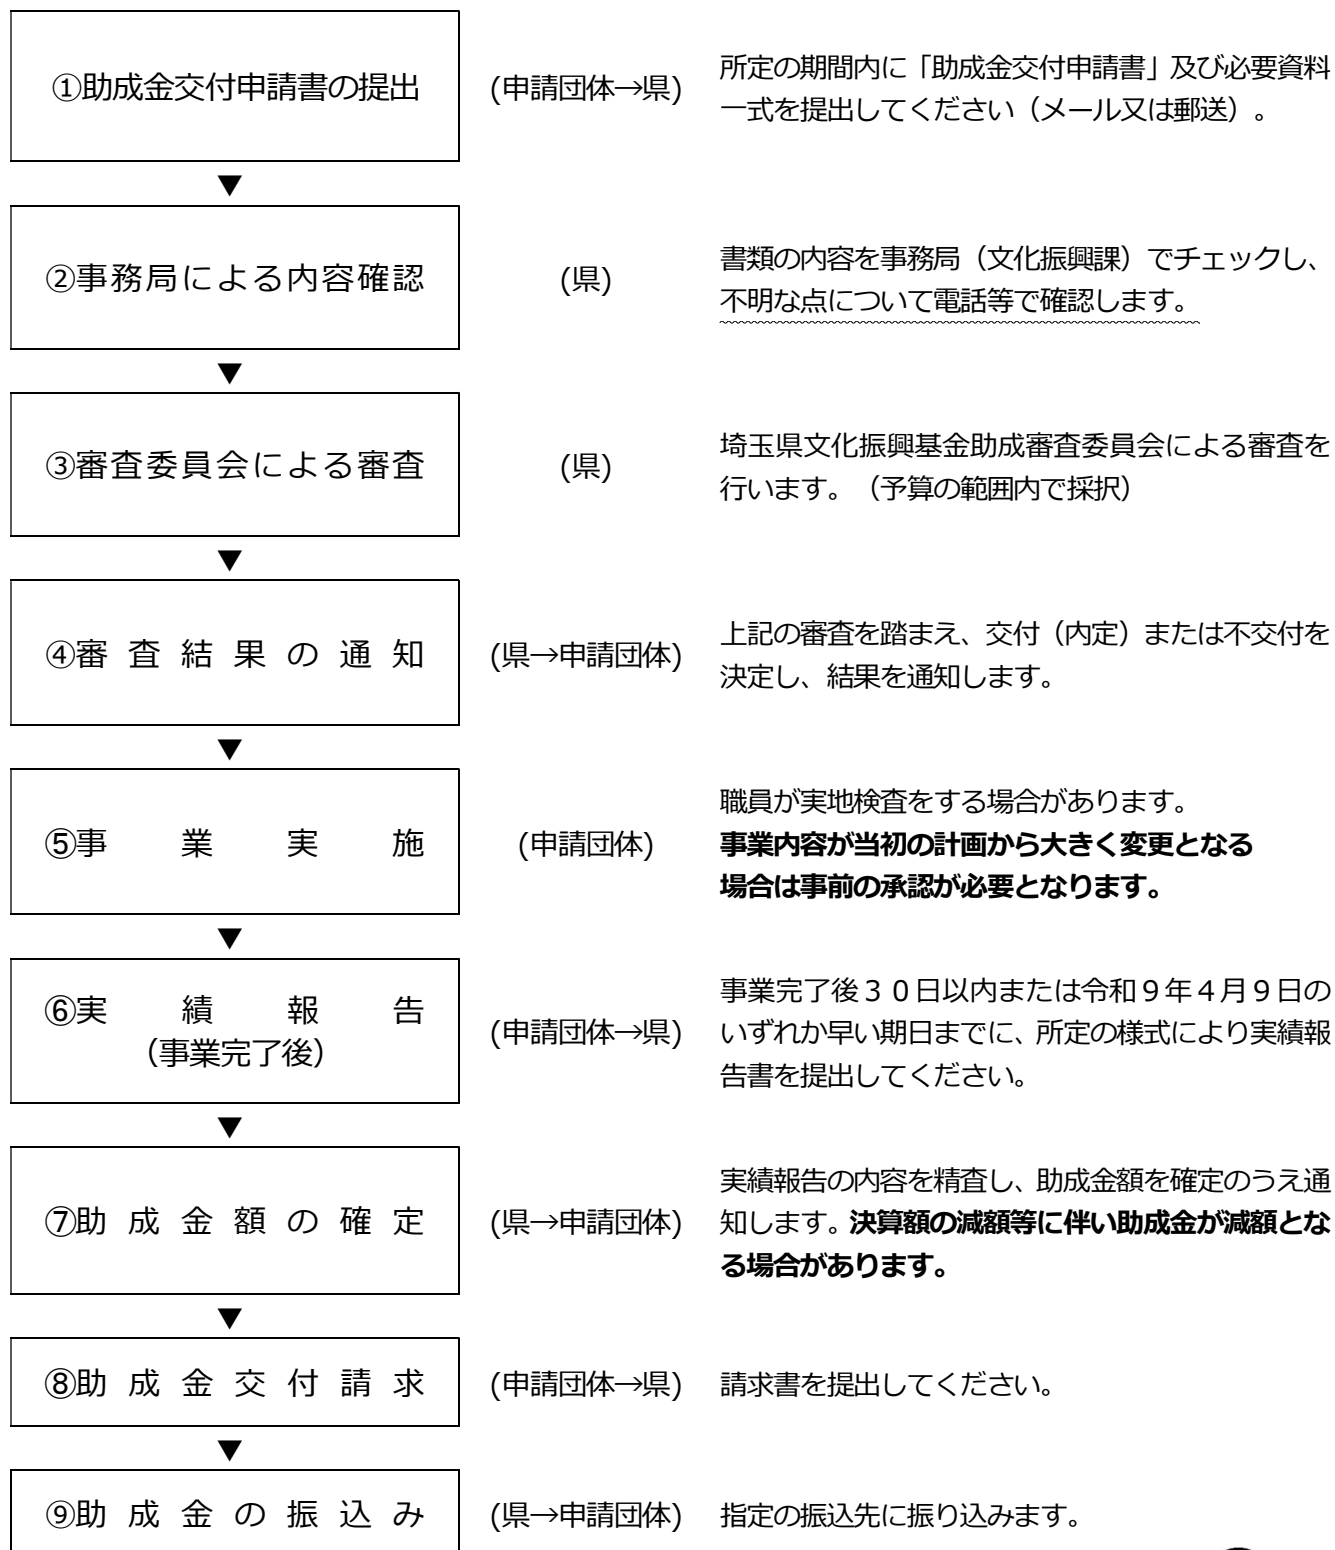 ①助成金交付申請書の提出
(申請団体→県)
所定の期間内に「助成金交付申請書」及び必要資料
一式を提出してください（メール又は郵送）。
▼
②事務局による内容確認
(県)
書類の内容を事務局（文化振興課）でチェックし、
不明な点について電話等で確認します。
▼
③審査委員会による審査
(県)
埼玉県文化振興基金助成審査委員会による審査を
行います。（予算の範囲内で採択）
▼
④審査結果の通知
(県→申請団体)
上記の審査を踏まえ、交付（内定）または不交付を
決定し、結果を通知します。
▼
⑤事業実施
(申請団体)
職員が実地検査をする場合があります。
事業内容が当初の計画から大きく変更となる
場合は事前の承認が必要となります。
▼
⑥実績報告
（事業完了後）
(申請団体→県)
事業完了後３０日以内または令和９年４月９日の
いずれか早い期日までに、所定の様式により実績報
告書を提出してください。
▼
⑦助成金額の確定
(県→申請団体)
実績報告の内容を精査し、助成金額を確定のうえ通
知します。決算額の減額等に伴い助成金が減額とな
る場合があります。
▼
⑧助成金交付請求
(申請団体→県)
請求書を提出してください。
▼
⑨助成金の振込み
(県→申請団体)
指定の振込先に振り込みます。